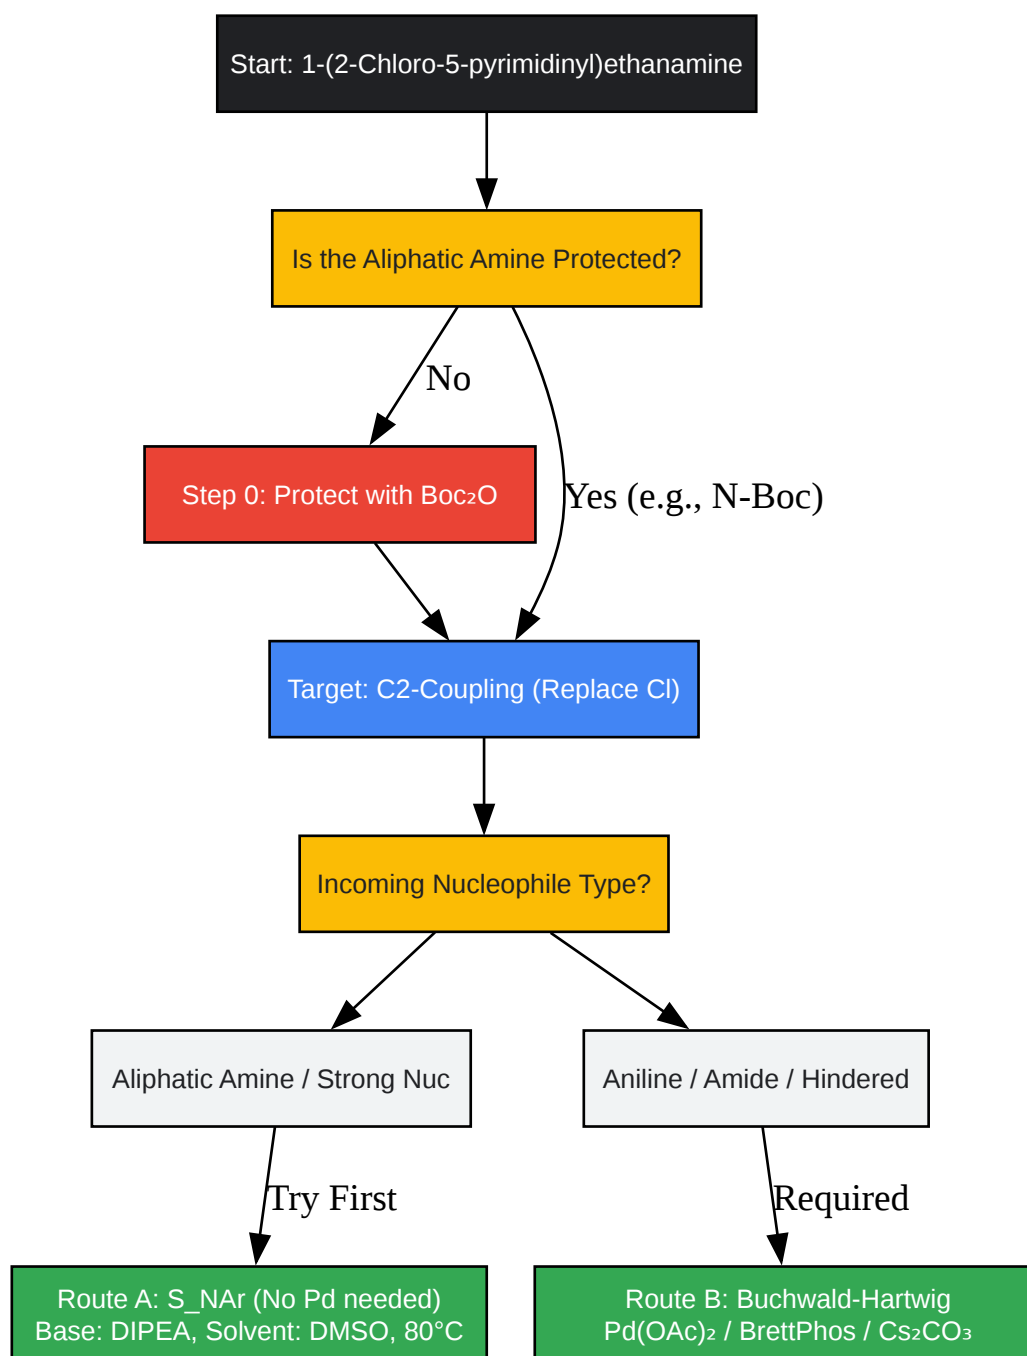 Start: 1-(2-Chloro-5-pyrimidinyl)ethanamine
Is the Aliphatic Amine Protected?
No
Step 0: Protect with Boc₂O
Yes (e.g., N-Boc)
Target: C2-Coupling (Replace Cl)
Incoming Nucleophile Type?
Aliphatic Amine / Strong Nuc
Aniline / Amide / Hindered
Try First
Required
Route A: S_NAr (No Pd needed)
Base: DIPEA, Solvent: DMSO, 80°C
Route B: Buchwald-Hartwig
Pd(OAc)₂ / BrettPhos / Cs₂CO₃